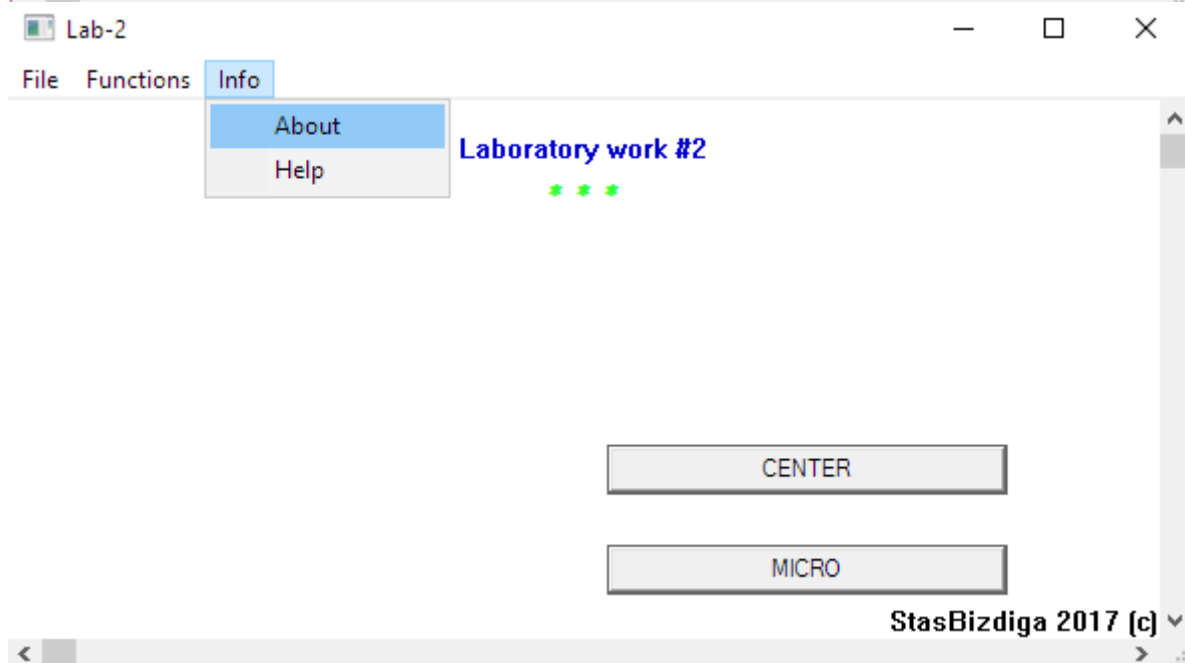 Lab-2
File Functions Info
About
Help
Laboratory work #2
* * *
CENTER
MICRO
StasBizdiga 2017 (c)